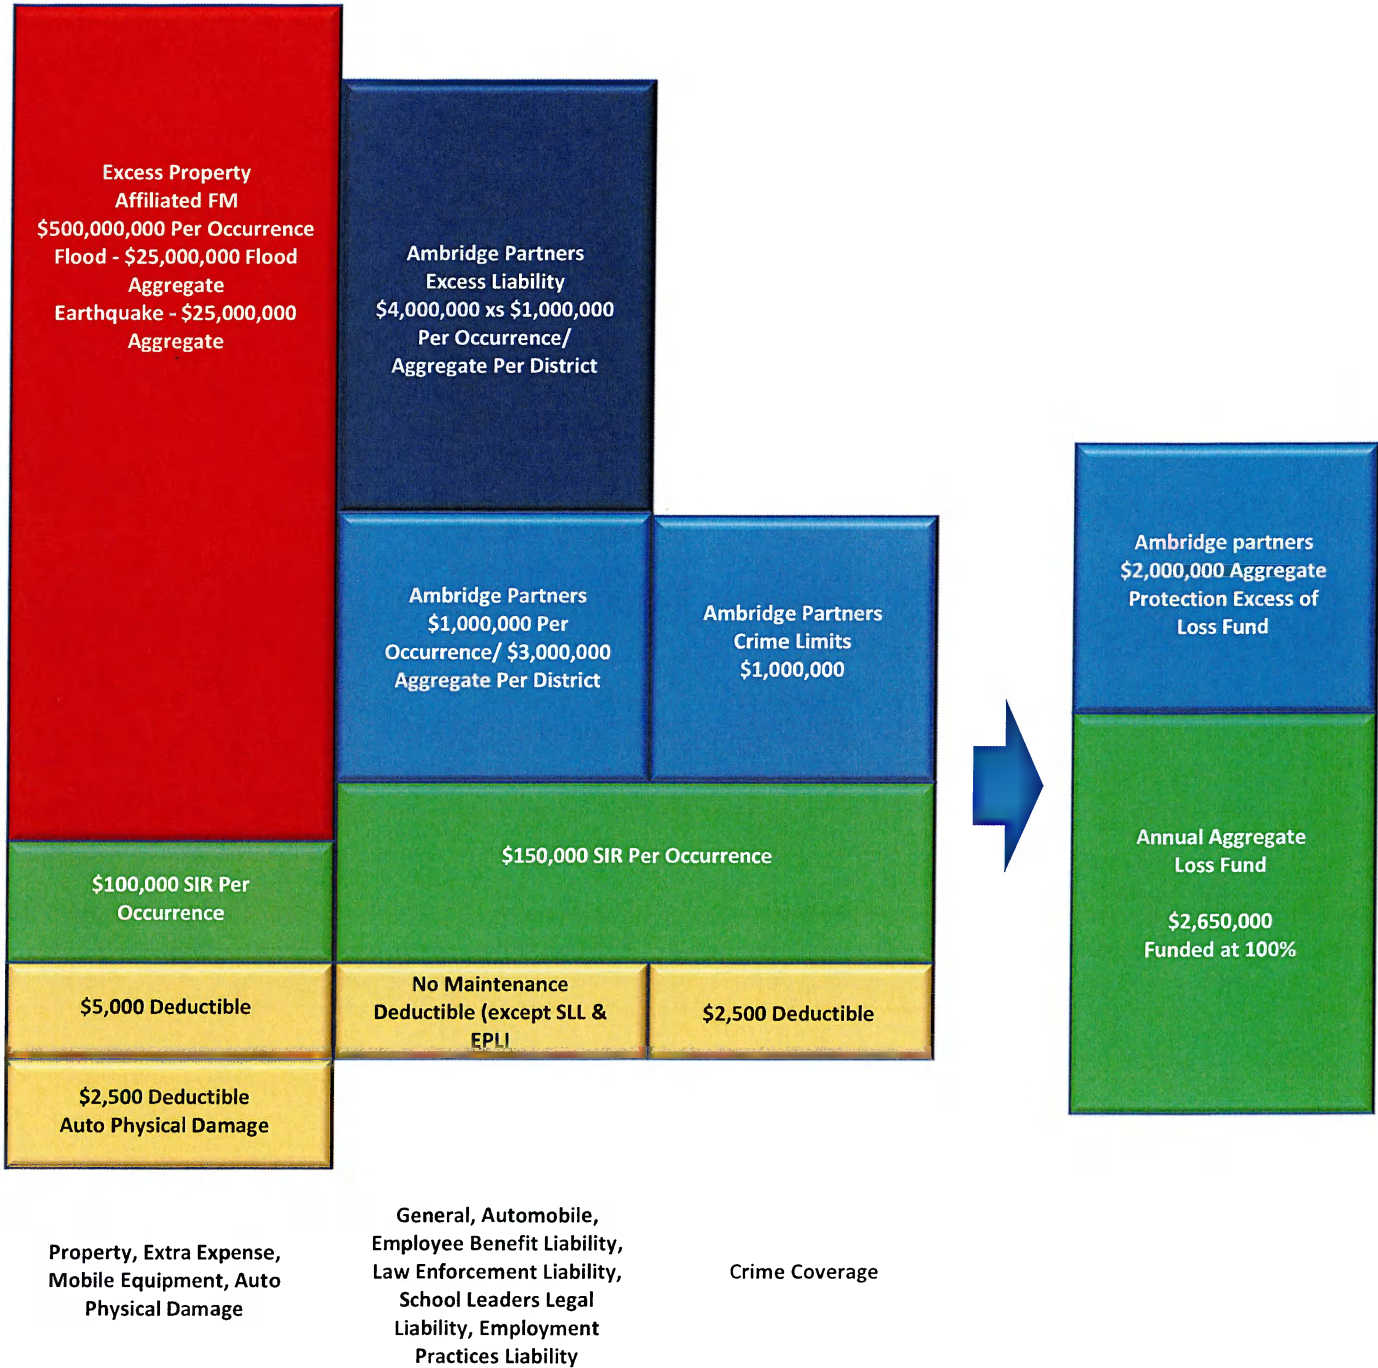 Excess Property
Affiliated FM
$500,000,000 Per Occurrence
Flood - $25,000,000 Flood
Aggregate
Earthquake - $25,000,000
Aggregate
Ambridge Partners
Excess Liability
$4,000,000 xs $1,000,000
Per Occurrence/
Aggregate Per District
Ambridge Partners
$1,000,000 Per
Occurrence/ $3,000,000
Aggregate Per District
Ambridge Partners
Crime Limits
$1,000,000
Ambridge partners
$2,000,000 Aggregate
Protection Excess of
Loss Fund
$100,000 SIR Per
Occurrence
$150,000 SIR Per Occurrence
Annual Aggregate
Loss Fund
$2,650,000
Funded at 100%
$5,000 Deductible
No Maintenance
Deductible (except SLL &
EPLI
$2,500 Deductible
$2,500 Deductible
Auto Physical Damage
Property, Extra Expense,
Mobile Equipment, Auto
Physical Damage
General, Automobile,
Employee Benefit Liability,
Law Enforcement Liability,
School Leaders Legal
Liability, Employment
Practices Liability
Crime Coverage